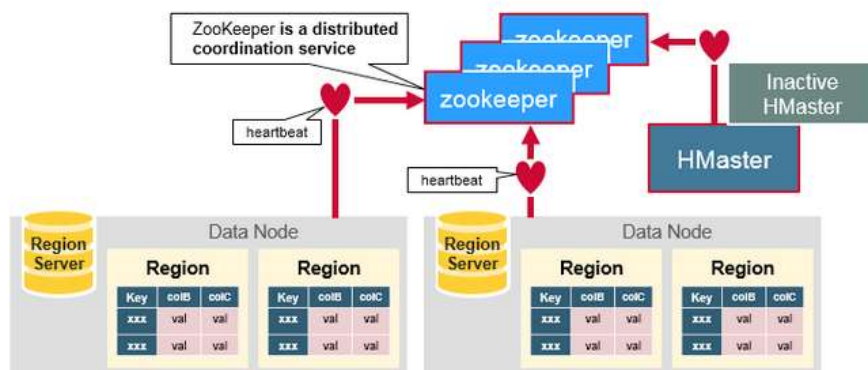 ZooKeeper is a distributed
coordination service
zookeeper
zookeeper
zookeeper
Inactive
HMaster
HMaster
heartbeat
heartbeat
Region
Server
Data Node
Region
Key colB colC
xxx val val
xxx val val
Region
Key colB colC
xxx val val
xxx val val
Region
Server
Data Node
Region
Key colB colC
xxx val val
xxx val val
Region
Key colB colC
xxx val val
xxx val val